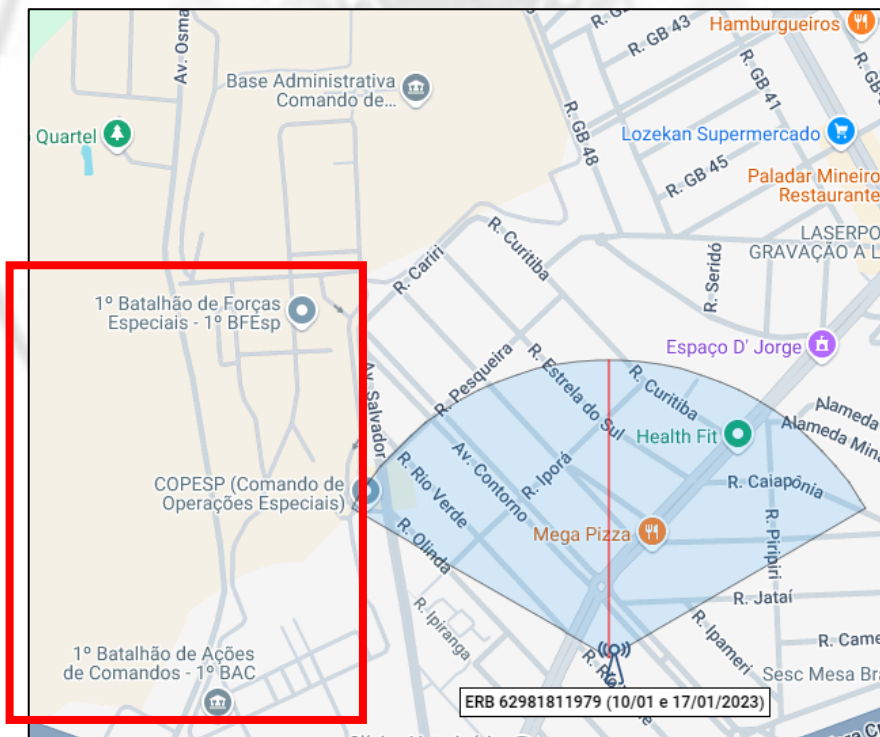 R. GB 43
Hamburgueiros
Av. Osma
Base Administrativa
Comando de...
R. GB 41
R. GB 48
Quartel
Lozekan Supermercado
R. GB 45
Paladar Mineiro
Restaurante
LASERPO
GRAVAÇÃO A L
R. Curitiba
R. Cariri
R. Seridó
1º Batalhão de Forças
Especiais - 1º BFEsp
Espaço D' Jorge
R. Pesqueira
R. Estrela do Sul
R. Curitiba
Av. Salvador
Alameda
Alameda Mina
Health Fit
R. Rio Verde
Av. Contorno
R. Iporá
R. Caiapônia
COPESP (Comando de
Operações Especiais)
R. Olinda
Mega Pizza
R. Piripiri
R. Jataí
R. Ipiranga
R. Ipameri
R. Came
1º Batalhão de Ações
de Comandos - 1º BAC
Sesc Mesa Bra
ERB 62981811979 (10/01 e 17/01/2023)